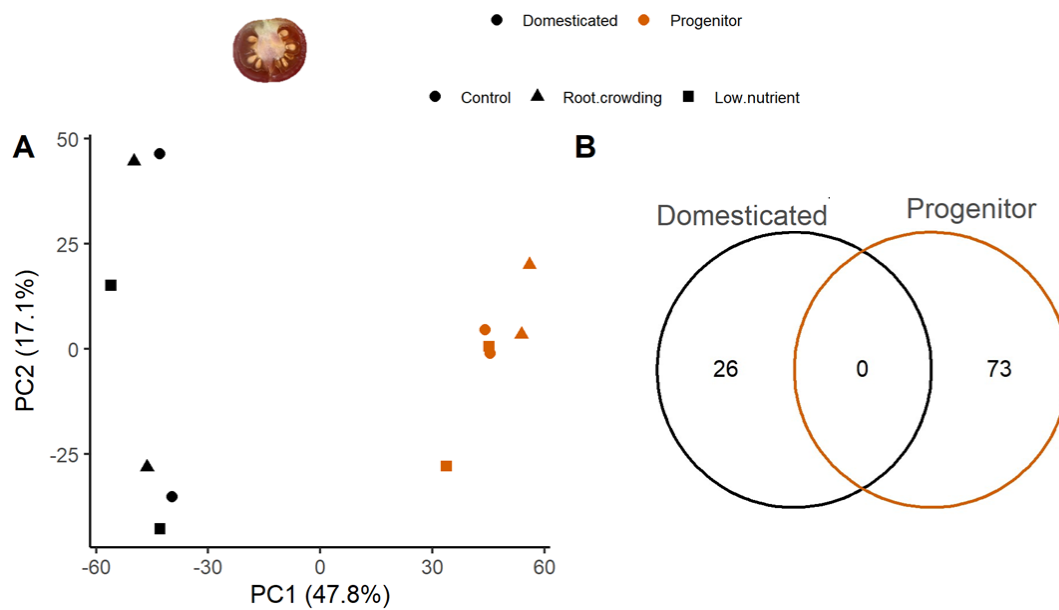 Domesticated Progenitor
Control Root.crowding Low.nutrient
A
50
25
0
-25
PC2 (17.1%)
-60 -30 0 30 60
PC1 (47.8%)
B
Domesticated Progenitor
26 0 73